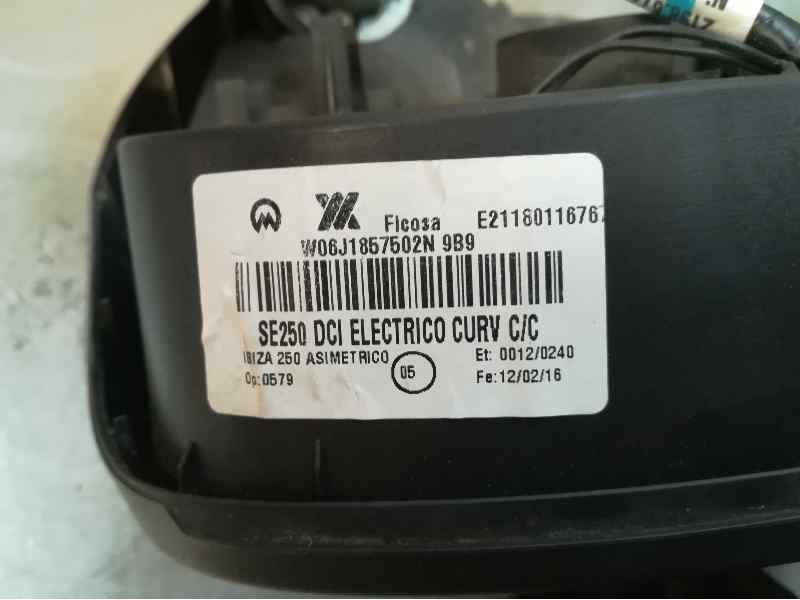 Ficosa E21180116767
W06J1857502N 9B9
SE250 DCI ELECTRICO CURV C/C
IBIZA 250 ASIMETRICO 05 Et: 0012/0240
Op:0579 Fe:12/02/16